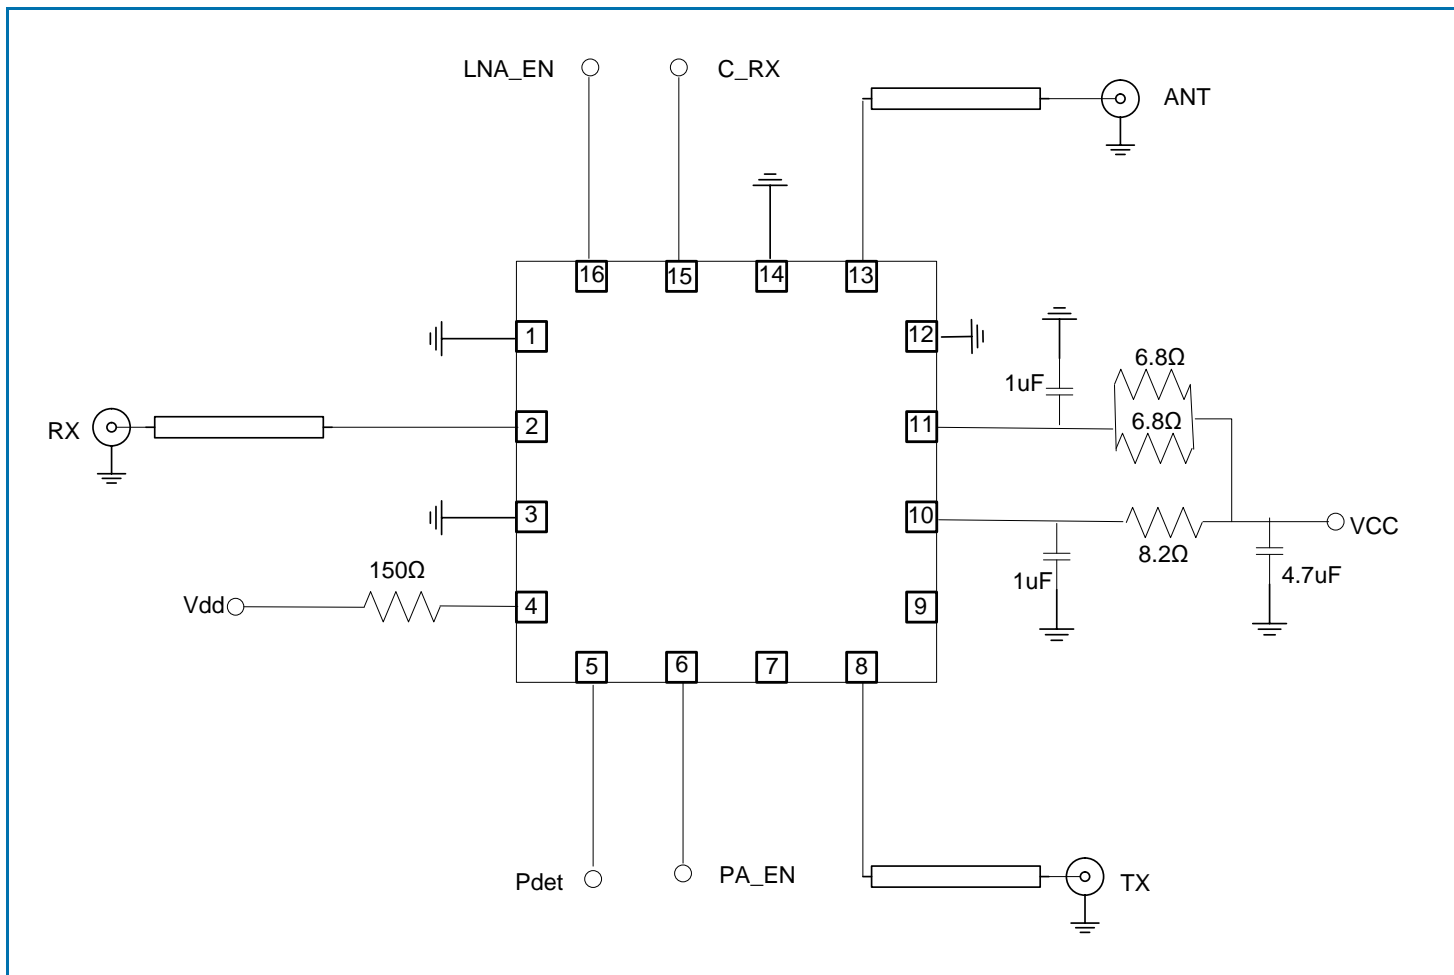 LNA_EN
C_RX
ANT
16
15
14
13
1
12
6.8Ω
1uF
RX
2
11
6.8Ω
3
10
VCC
8.2Ω
150Ω
1uF
4.7uF
Vdd
4
9
5
6
7
8
Pdet
PA_EN
TX